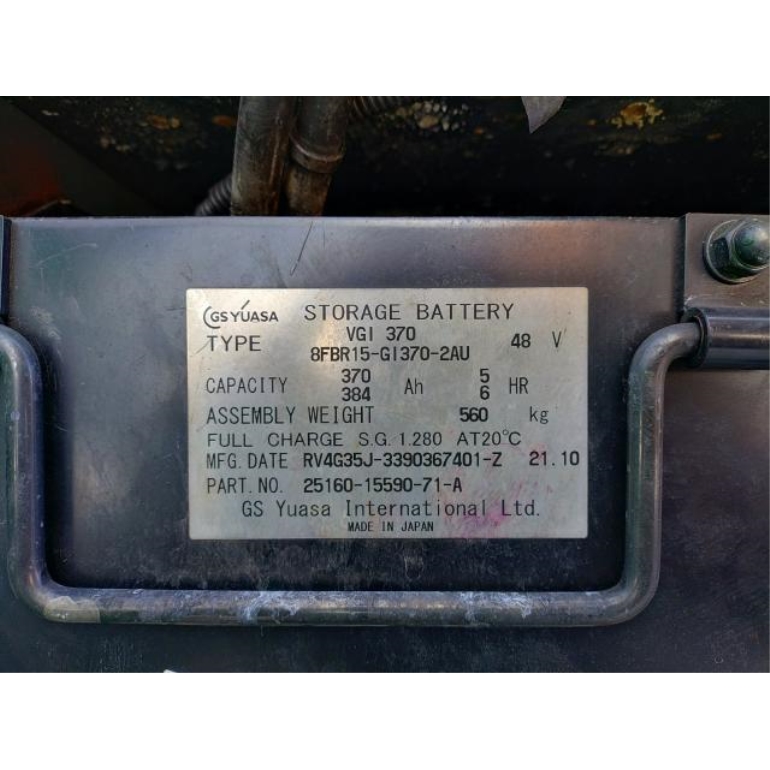 GS YUASA STORAGE BATTERY
TYPE VGI 370 48 V
8FBR15-GI370-2AU
CAPACITY 370 Ah 5 HR
384 6
ASSEMBLY WEIGHT 560 kg
FULL CHARGE S.G. 1.280 AT20℃
MFG. DATE RV4G35J-3390367401-Z 21.10
PART. NO. 25160-15590-71-A
GS Yuasa International Ltd.
MADE IN JAPAN